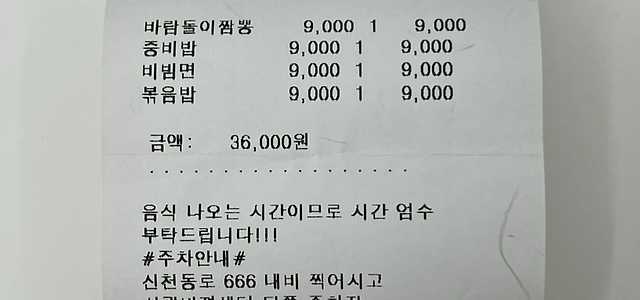 바람돌이짬뽕 9,000 1 9,000
중비밥 9,000 1 9,000
비빔면 9,000 1 9,000
볶음밥 9,000 1 9,000
금액: 36,000원
...................
음식 나오는 시간이므로 시간 엄수
부탁드립니다!!!
#주차안내#
신천동로 666 내비 찍어시고